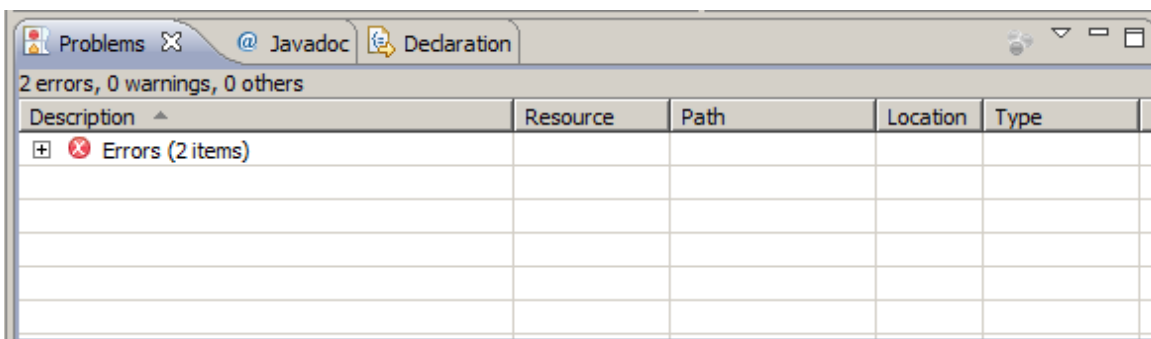 Problems @ Javadoc Declaration
2 errors, 0 warnings, 0 others
Description Resource Path Location Type
Errors (2 items)